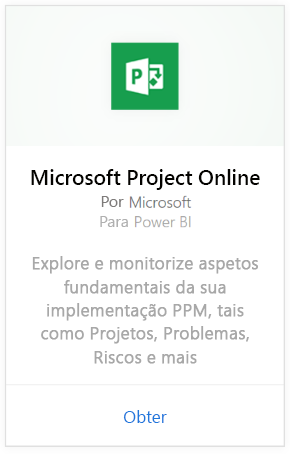 Microsoft Project Online
Por Microsoft
Para Power BI
Explore e monitorize aspetos
fundamentais da sua
implementação PPM, tais
como Projetos, Problemas,
Riscos e mais
Obter